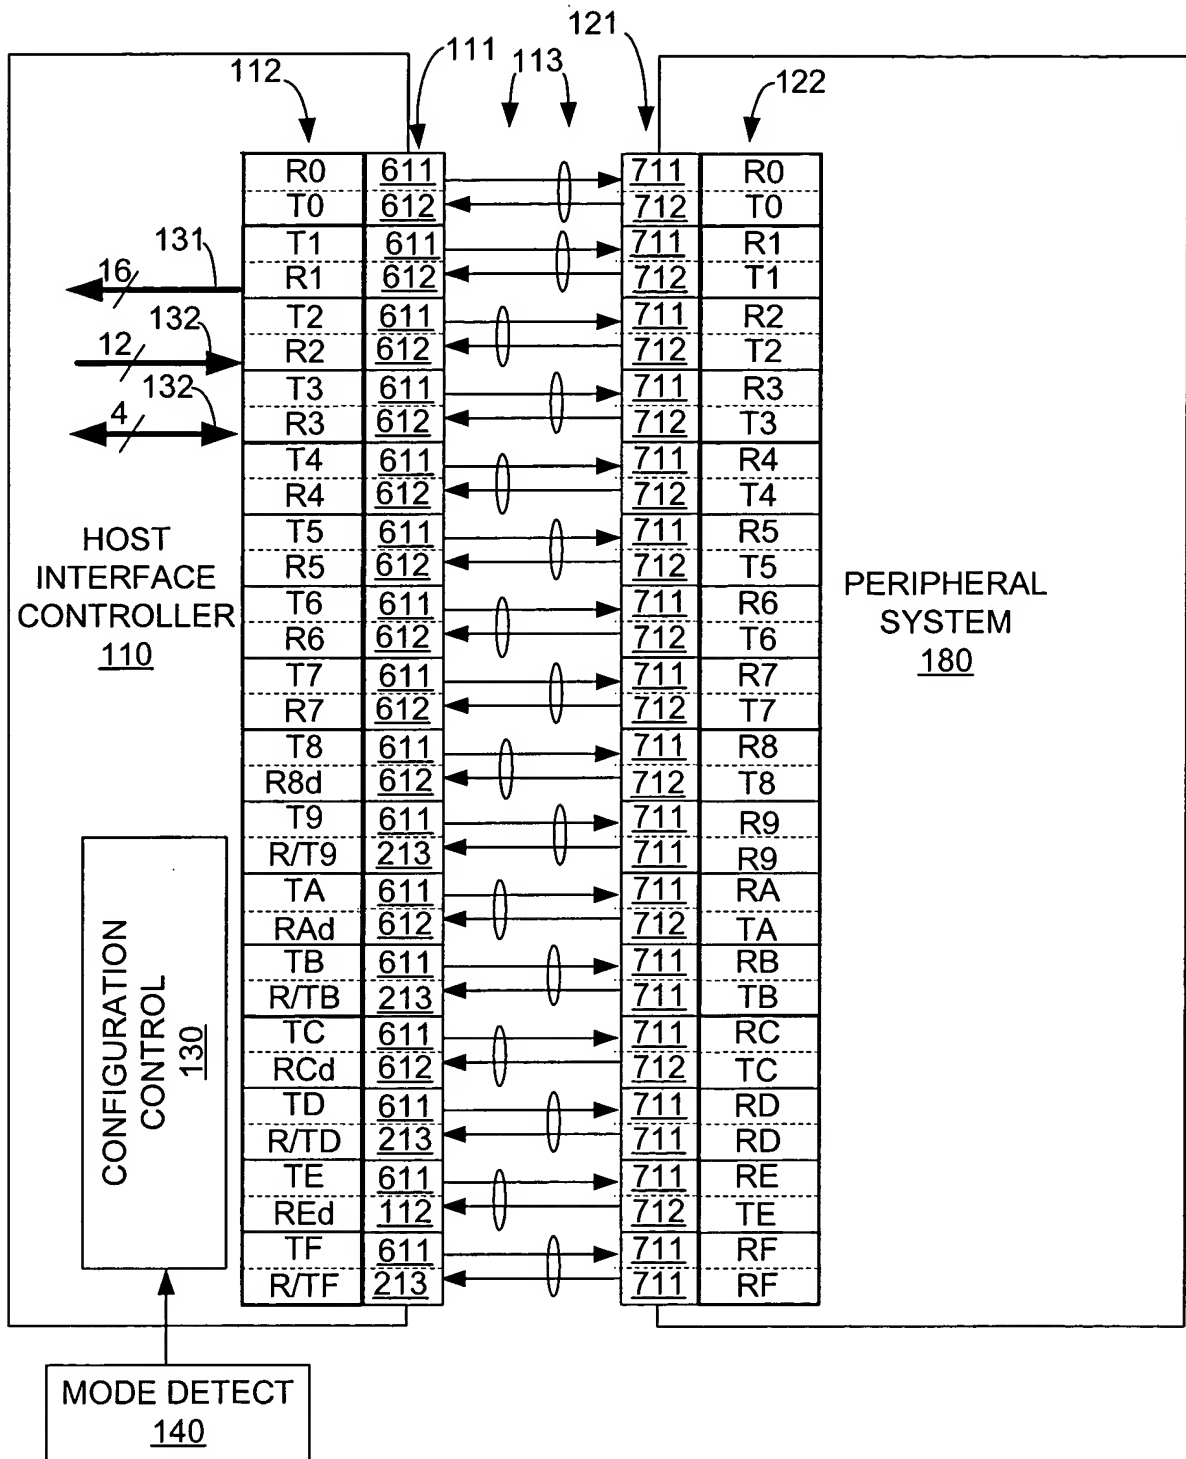 121
111
113
112
122
R0 611 711 R0
T0 612 712 T0
T1 611 711 R1
R1 612 712 T1
131
16
T2 611 711 R2
R2 612 712 T2
132
12
T3 611 711 R3
R3 612 712 T3
132
4
T4 611 711 R4
R4 612 712 T4
T5 611 711 R5
R5 612 712 T5
T6 611 711 R6
R6 612 712 T6
T7 611 711 R7
R7 612 712 T7
T8 611 711 R8
R8d 612 712 T8
T9 611 711 R9
R/T9 213 711 R9
TA 611 711 RA
RAd 612 712 TA
TB 611 711 RB
R/TB 213 711 TB
TC 611 711 RC
RCd 612 712 TC
TD 611 711 RD
R/TD 213 711 RD
TE 611 711 RE
REd 112 712 TE
TF 611 711 RF
R/TF 213 711 RF
HOST
INTERFACE
CONTROLLER
110
PERIPHERAL
SYSTEM
180
CONFIGURATION
CONTROL
130
MODE DETECT
140